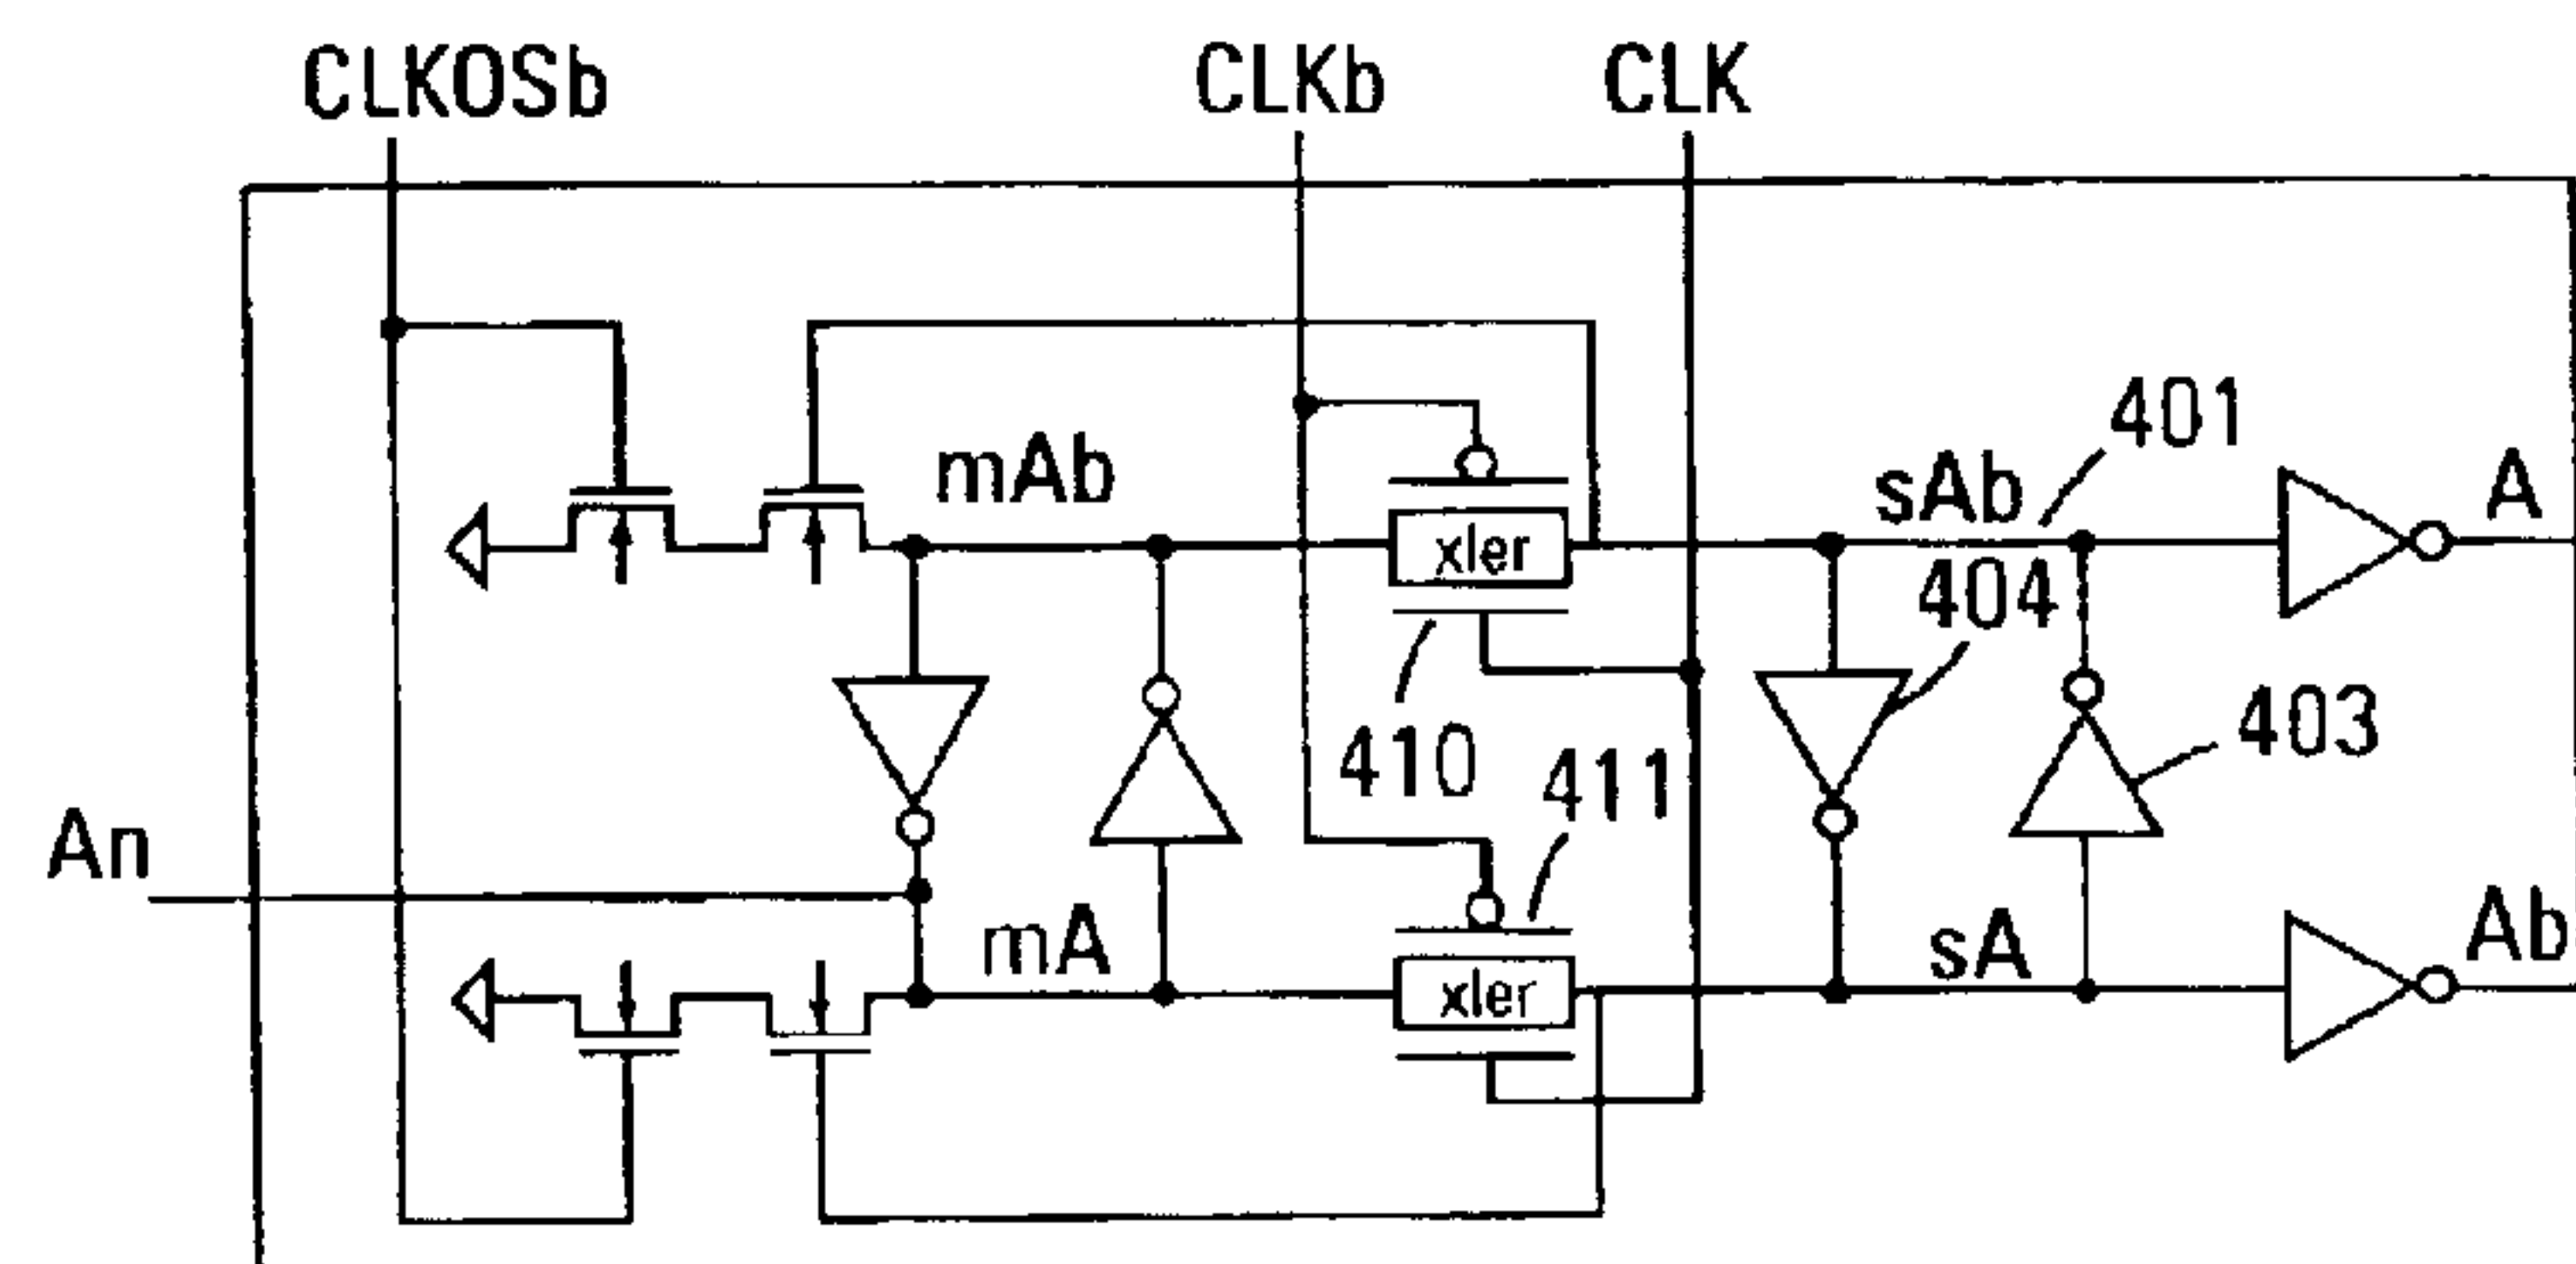 CLKOSb
CLKb
CLK
401
mAb
sAb
A
xler
404
403
410
411
An
mA
sA
Ab
xler